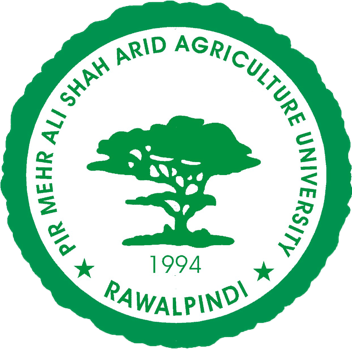 PIR MEHR ALI SHAH ARID AGRICULTURE UNIVERSITY
1994
RAWALPINDI